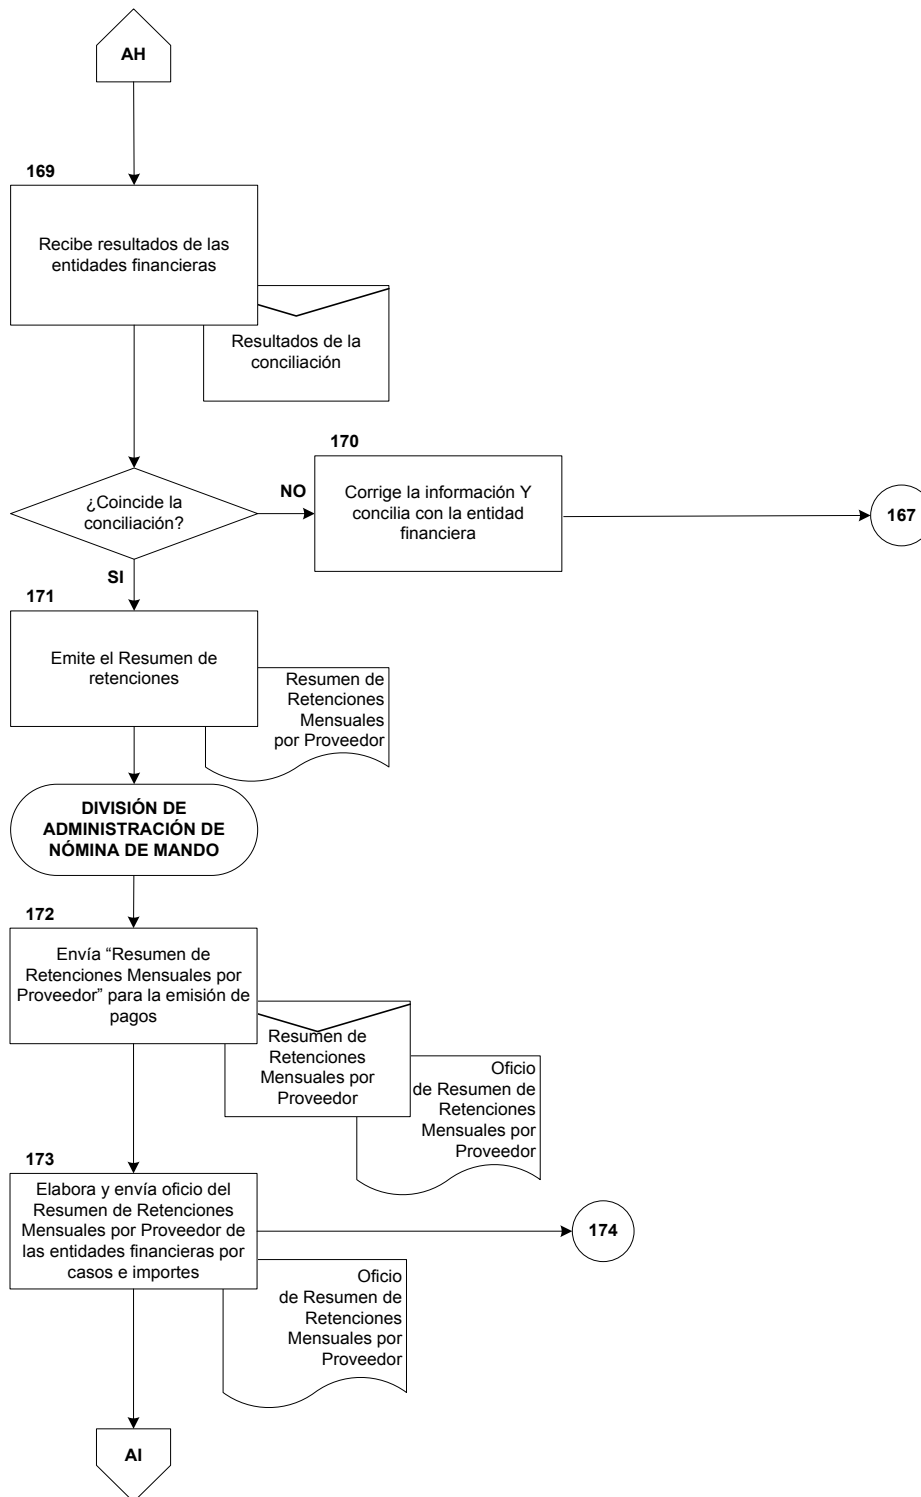 AH
169
Recibe resultados de las
entidades financieras
Resultados de la
conciliación
170
¿Coincide la
conciliación?
NO
Corrige la información Y
concilia con la entidad
financiera
167
SI
171
Emite el Resumen de
retenciones
Resumen de
Retenciones
Mensuales
por Proveedor
DIVISIÓN DE
ADMINISTRACIÓN DE
NÓMINA DE MANDO
172
Envía “Resumen de
Retenciones Mensuales por
Proveedor” para la emisión de
pagos
Resumen de
Retenciones
Mensuales por
Proveedor
Oficio
de Resumen de
Retenciones
Mensuales por
Proveedor
173
Elabora y envía oficio del
Resumen de Retenciones
Mensuales por Proveedor de
las entidades financieras por
casos e importes
174
Oficio
de Resumen de
Retenciones
Mensuales por
Proveedor
AI